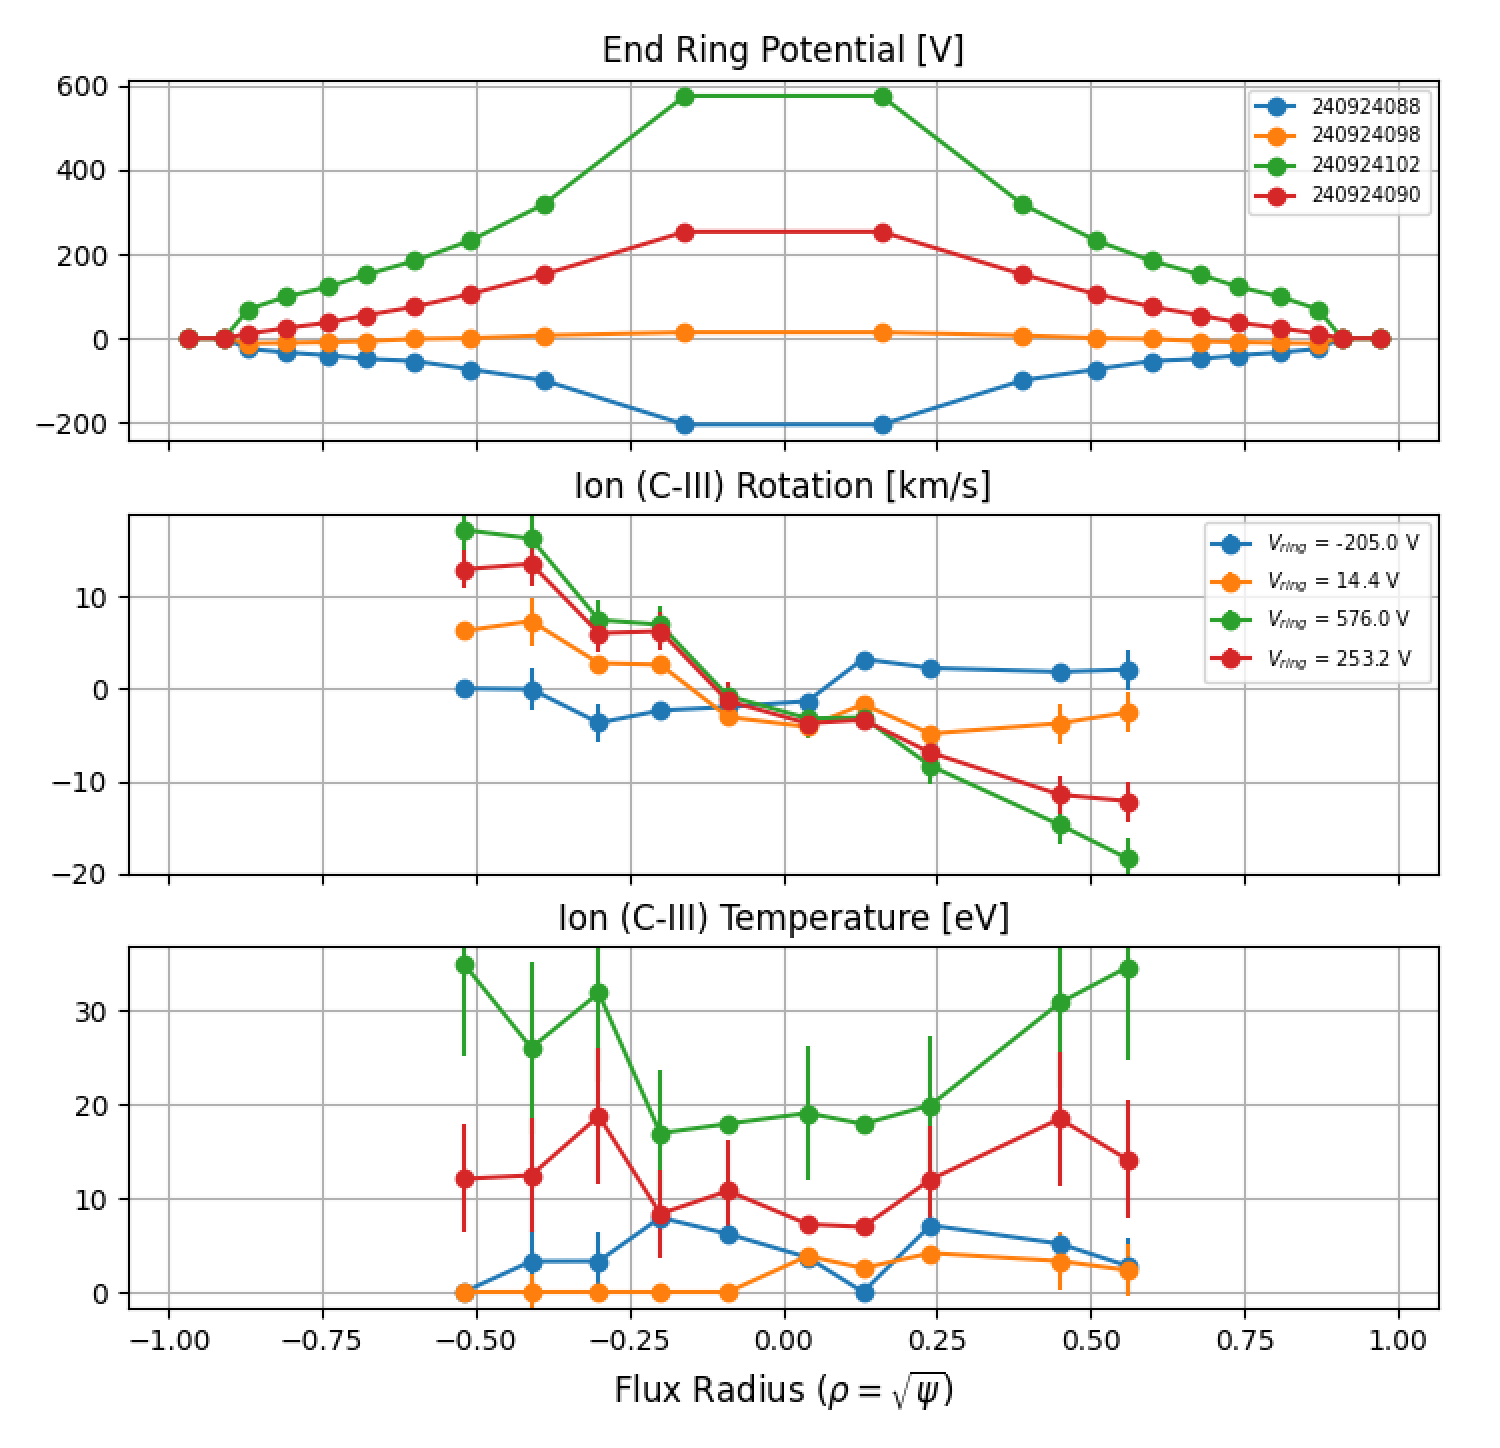 End Ring Potential [V]
600
400
200
0
−200
240924088
240924098
240924102
240924090
Ion (C-III) Rotation [km/s]
10
0
−10
−20
V_ring = -205.0 V
V_ring = 14.4 V
V_ring = 576.0 V
V_ring = 253.2 V
Ion (C-III) Temperature [eV]
30
20
10
0
−1.00 −0.75 −0.50 −0.25 0.00 0.25 0.50 0.75 1.00
Flux Radius (ρ = √ψ)